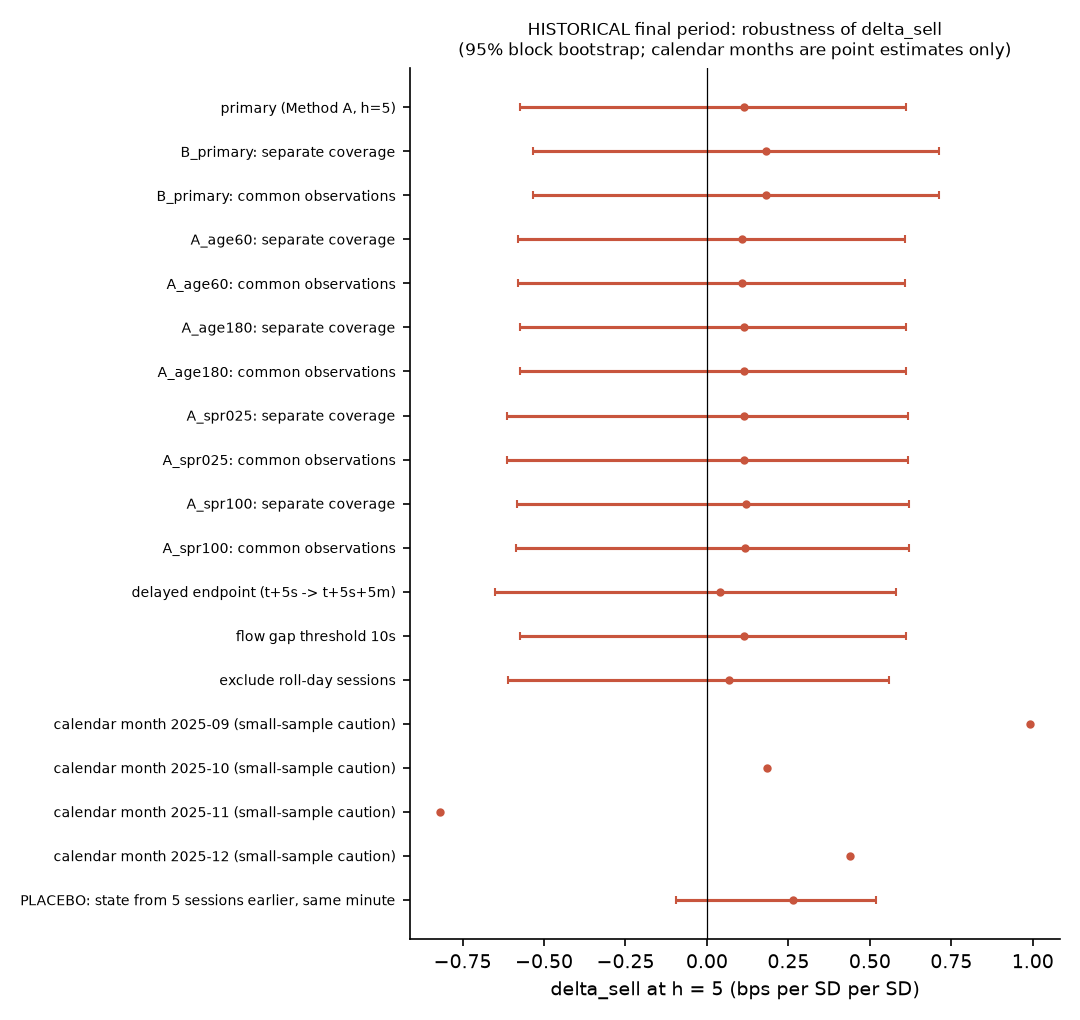 HISTORICAL final period: robustness of delta_sell
(95% block bootstrap; calendar months are point estimates only)
primary (Method A, h=5)
B_primary: separate coverage
B_primary: common observations
A_age60: separate coverage
A_age60: common observations
A_age180: separate coverage
A_age180: common observations
A_spr025: separate coverage
A_spr025: common observations
A_spr100: separate coverage
A_spr100: common observations
delayed endpoint (t+5s -> t+5s+5m)
flow gap threshold 10s
exclude roll-day sessions
calendar month 2025-09 (small-sample caution)
calendar month 2025-10 (small-sample caution)
calendar month 2025-11 (small-sample caution)
calendar month 2025-12 (small-sample caution)
PLACEBO: state from 5 sessions earlier, same minute
−0.75 −0.50 −0.25 0.00 0.25 0.50 0.75 1.00
delta_sell at h = 5 (bps per SD per SD)